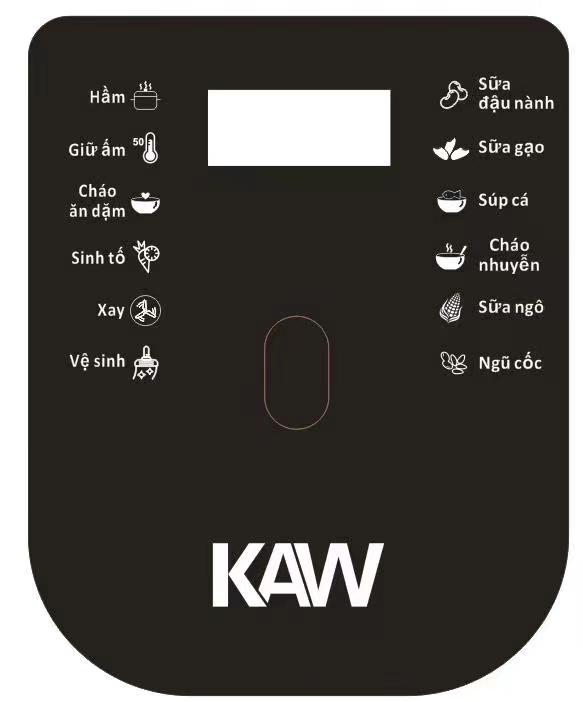 Hầm
50
Giữ ấm
Cháo
ăn dặm
Sinh tố
Xay
Vệ sinh
Sữa
đậu nành
Sữa gạo
Súp cá
Cháo
nhuyễn
Sữa ngô
Ngũ cốc
KAW